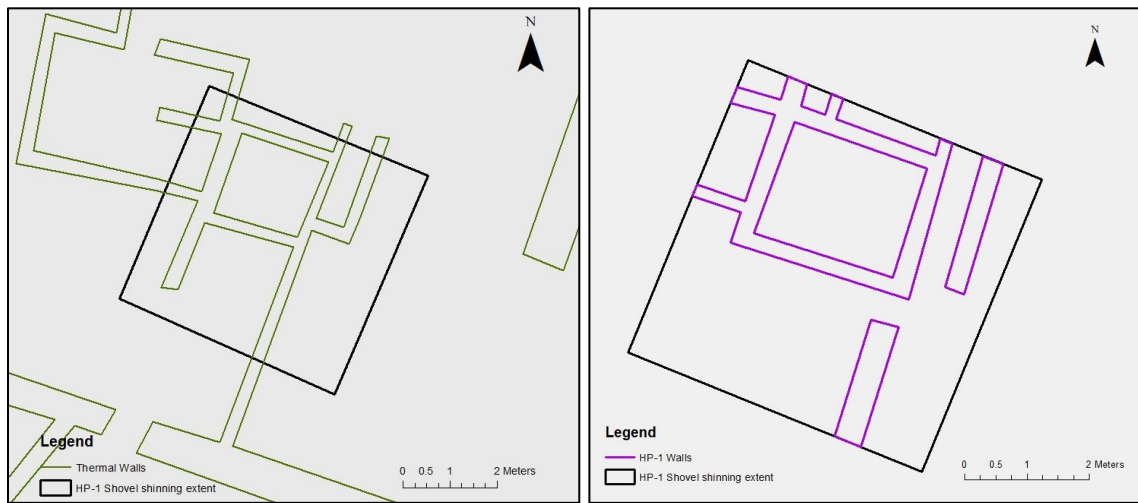 N
Legend
Thermal Walls
HP-1 Shovel shinning extent
0 0.5 1 2 Meters
N
Legend
HP-1 Walls
HP-1 Shovel shinning extent
0 0.5 1 2 Meters